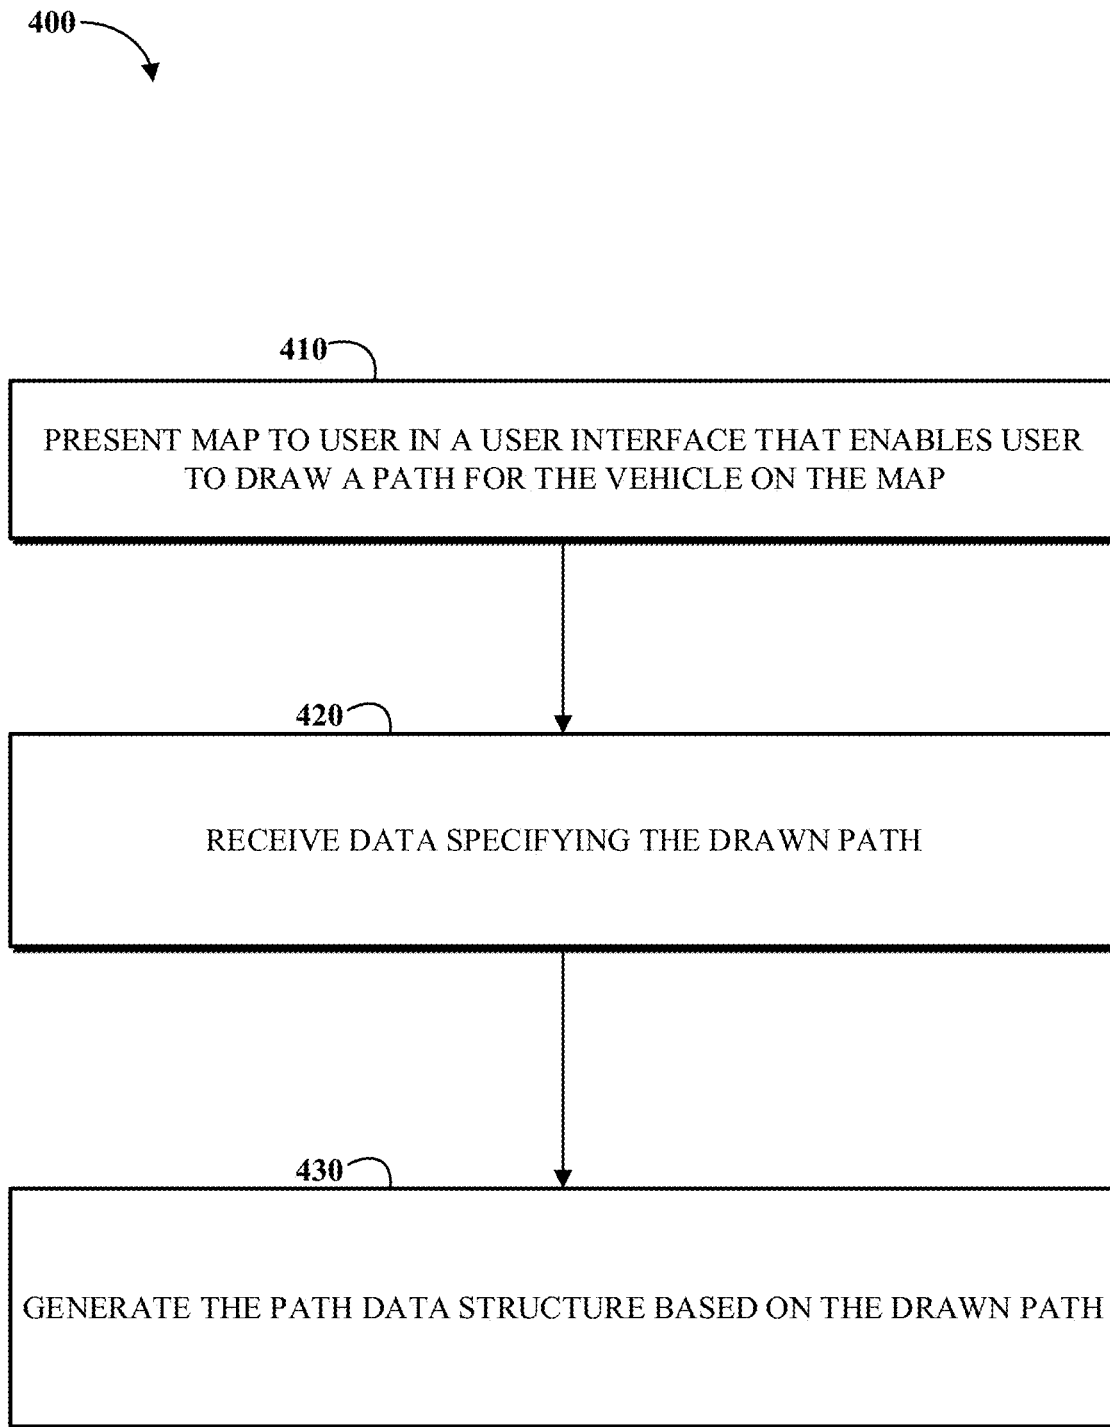 400
410
PRESENT MAP TO USER IN A USER INTERFACE THAT ENABLES USER
TO DRAW A PATH FOR THE VEHICLE ON THE MAP
420
RECEIVE DATA SPECIFYING THE DRAWN PATH
430
GENERATE THE PATH DATA STRUCTURE BASED ON THE DRAWN PATH